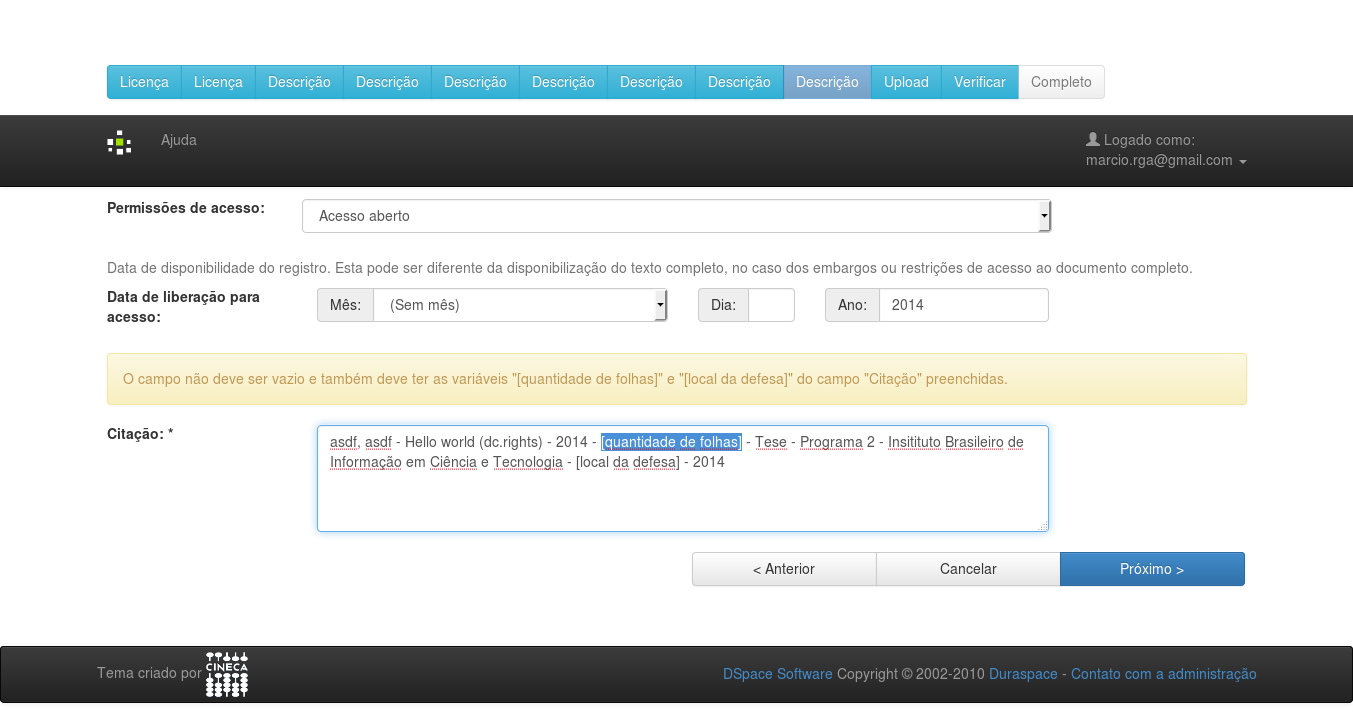 Licença Licença Descrição Descrição Descrição Descrição Descrição Descrição Descrição Upload Verificar Completo
Ajuda
Logado como:
marcio.rga@gmail.com
Permissões de acesso:
Acesso aberto
Data de disponibilidade do registro. Esta pode ser diferente da disponibilização do texto completo, no caso dos embargos ou restrições de acesso ao documento completo.
Data de liberação para
acesso:
Mês: (Sem mês) Dia: Ano: 2014
O campo não deve ser vazio e também deve ter as variáveis "[quantidade de folhas]" e "[local da defesa]" do campo "Citação" preenchidas.
Citação: *
asdf, asdf - Hello world (dc.rights) - 2014 - [quantidade de folhas] - Tese - Programa 2 - Insitituto Brasileiro de
Informação em Ciência e Tecnologia - [local da defesa] - 2014
< Anterior Cancelar Próximo >
Tema criado por CINECA
DSpace Software Copyright © 2002-2010 Duraspace - Contato com a administração